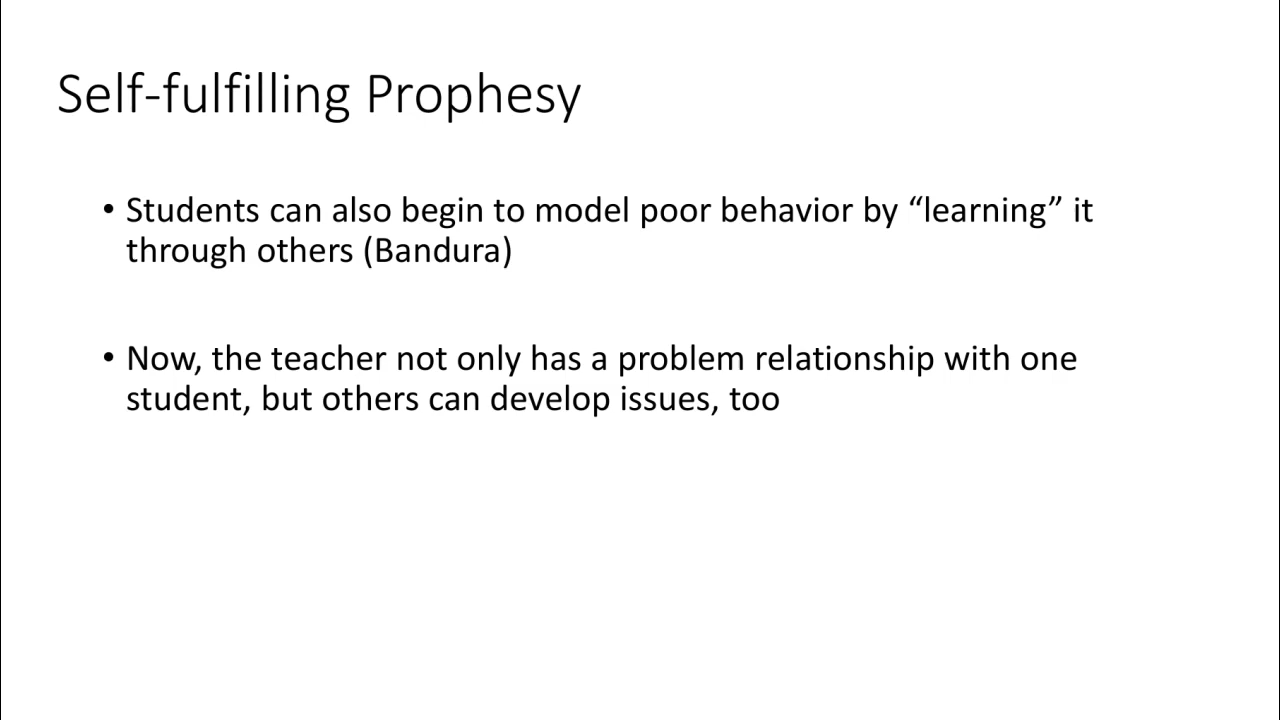 Self-fulfilling Prophesy
• Students can also begin to model poor behavior by “learning” it
through others (Bandura)
• Now, the teacher not only has a problem relationship with one
student, but others can develop issues, too